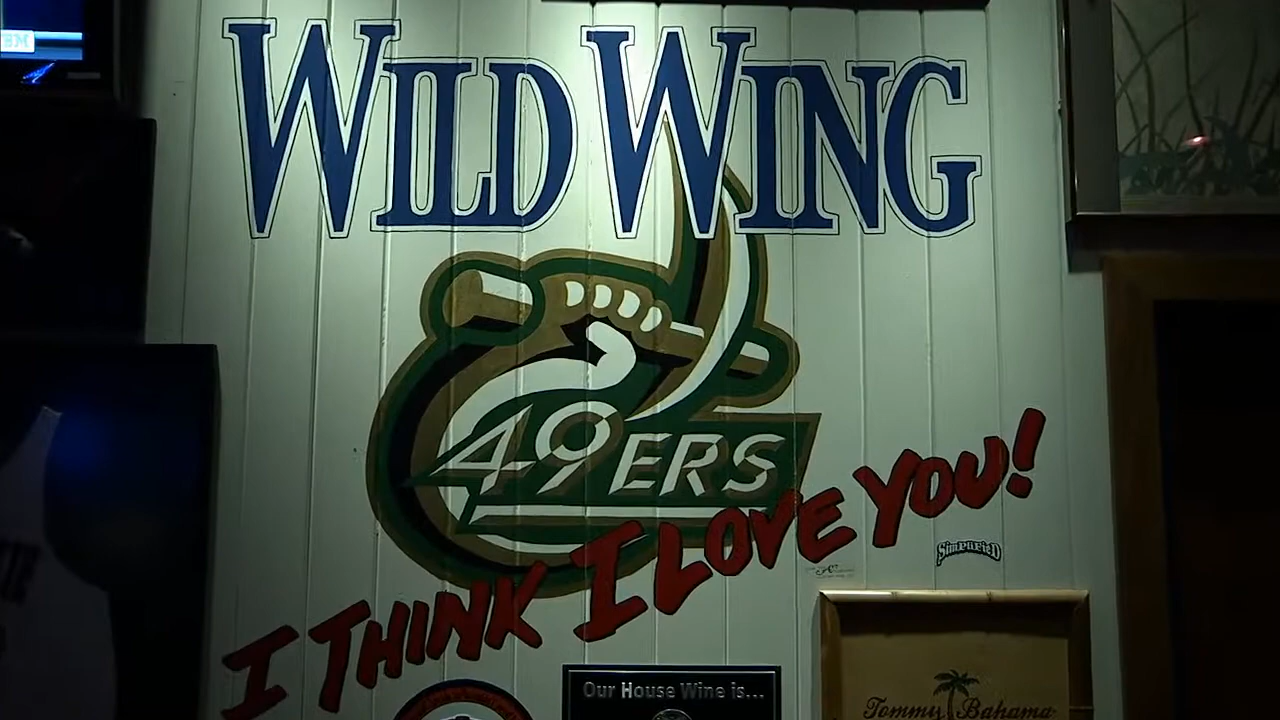 WILD WING
49ERS
I THINK I LOVE YOU!
Our House Wine is...
Tommy Bahama